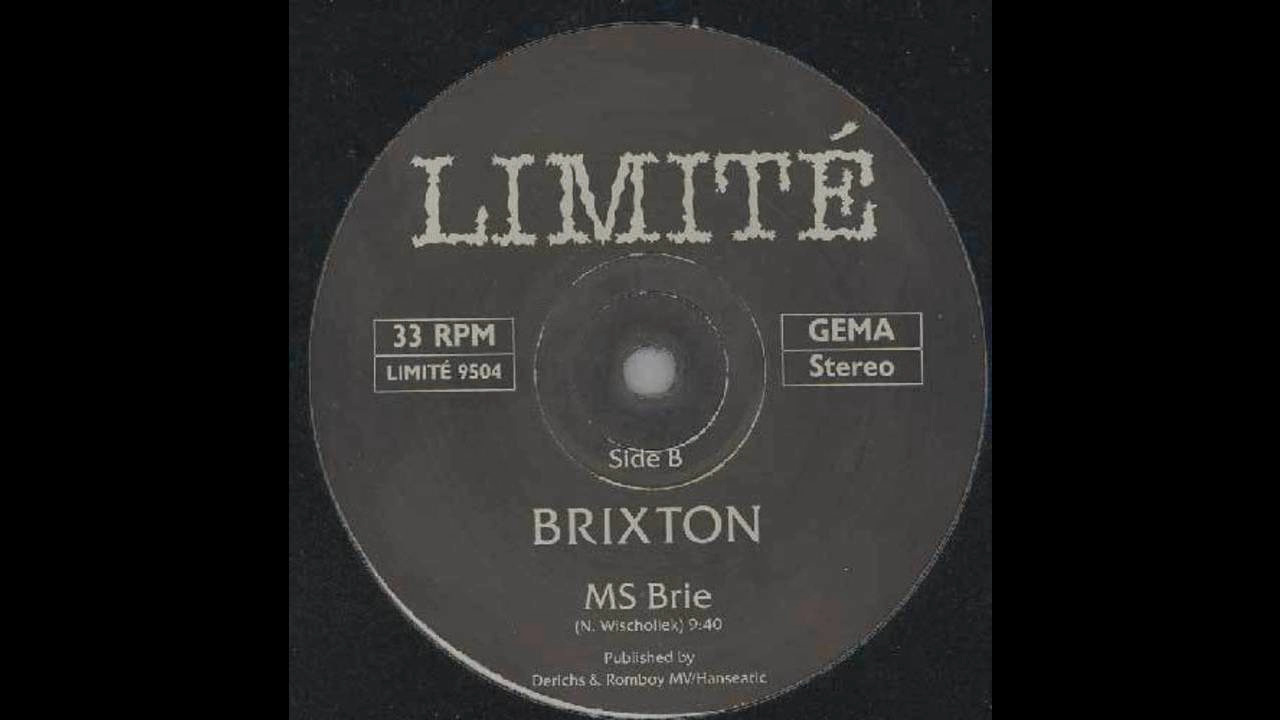 LIMITÉ
33 RPM
LIMITÉ 9504
GEMA
Stereo
Side B
BRIXTON
MS Brie
(N. Wischollek) 9:40
Published by
Derichs & Romboy MV/Hanseatic